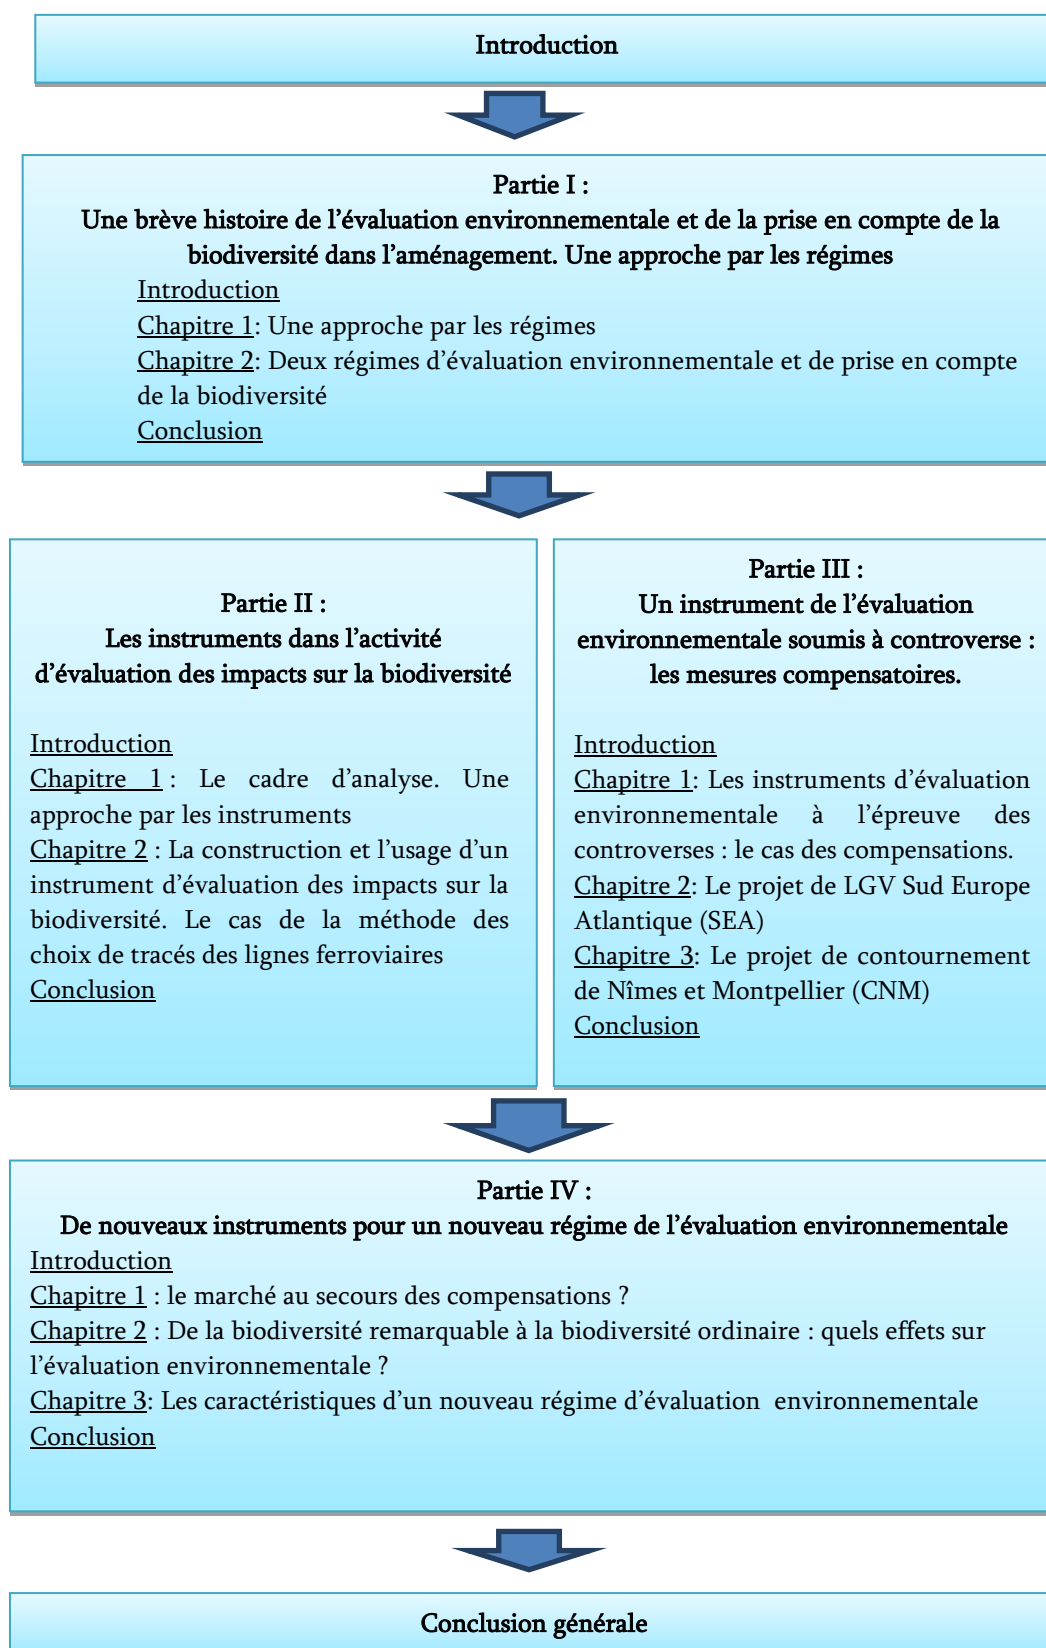 Introduction
Partie I :
Une brève histoire de l’évaluation environnementale et de la prise en compte de la
biodiversité dans l’aménagement. Une approche par les régimes
Introduction
Chapitre 1: Une approche par les régimes
Chapitre 2: Deux régimes d’évaluation environnementale et de prise en compte
de la biodiversité
Conclusion
Partie II :
Les instruments dans l’activité
d’évaluation des impacts sur la biodiversité
Introduction
Chapitre 1 : Le cadre d’analyse. Une
approche par les instruments
Chapitre 2 : La construction et l’usage d’un
instrument d’évaluation des impacts sur la
biodiversité. Le cas de la méthode des
choix de tracés des lignes ferroviaires
Conclusion
Partie III :
Un instrument de l’évaluation
environnementale soumis à controverse :
les mesures compensatoires.
Introduction
Chapitre 1: Les instruments d’évaluation
environnementale à l’épreuve des
controverses : le cas des compensations.
Chapitre 2: Le projet de LGV Sud Europe
Atlantique (SEA)
Chapitre 3: Le projet de contournement
de Nîmes et Montpellier (CNM)
Conclusion
Partie IV :
De nouveaux instruments pour un nouveau régime de l’évaluation environnementale
Introduction
Chapitre 1 : le marché au secours des compensations ?
Chapitre 2 : De la biodiversité remarquable à la biodiversité ordinaire : quels effets sur
l’évaluation environnementale ?
Chapitre 3: Les caractéristiques d’un nouveau régime d’évaluation environnementale
Conclusion
Conclusion générale